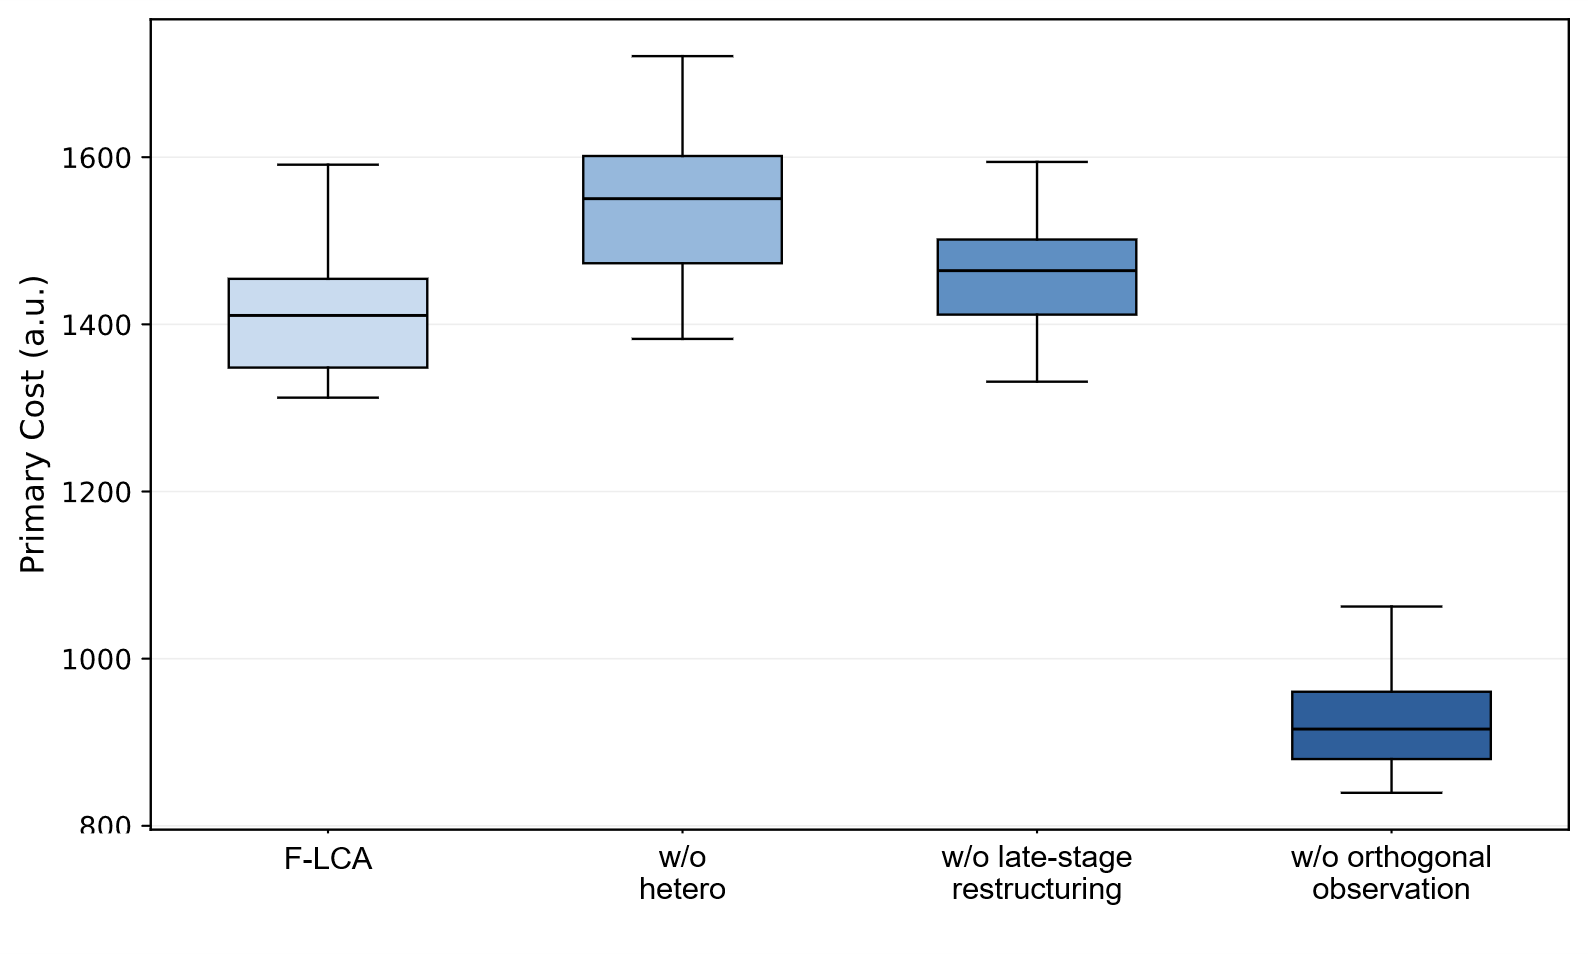 Primary Cost (a.u.)
1600
1400
1200
1000
800
F-LCA
w/o
hetero
w/o late-stage
restructuring
w/o orthogonal
observation